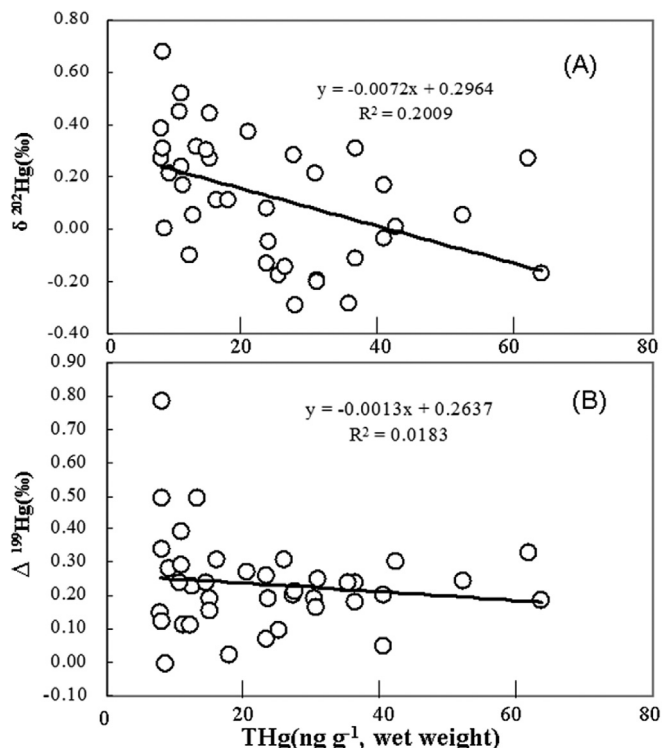 0.80
(A)
0.60
y = -0.0072x + 0.2964
R² = 0.2009
0.40
0.20
0.00
-0.20
-0.40
δ ²⁰²Hg(‰)
0 20 40 60 80
0.90
(B)
0.80
y = -0.0013x + 0.2637
0.70
R² = 0.0183
0.60
0.50
0.40
0.30
0.20
0.10
0.00
-0.10
Δ ¹⁹⁹Hg(‰)
0 20 40 60 80
THg(ng g⁻¹, wet weight)